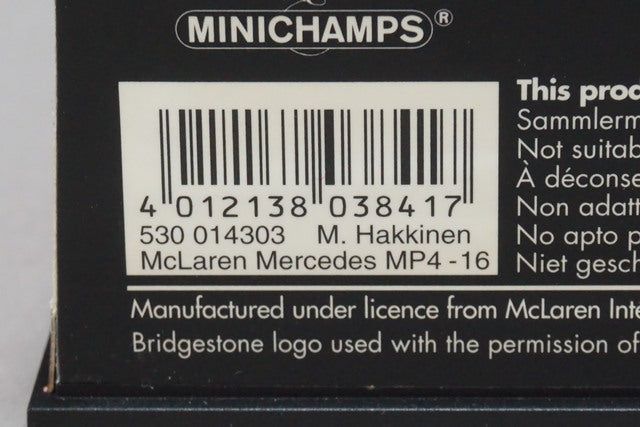 MINICHAMPS®
4 012138 038417
530 014303 M. Hakkinen
McLaren Mercedes MP4 -16
This
Sammlerm
Not suitab
À déconse
Non adatt
No apto p
Niet gesch
Manufactured under licence from McLaren Inte
Bridgestone logo used with the permission of